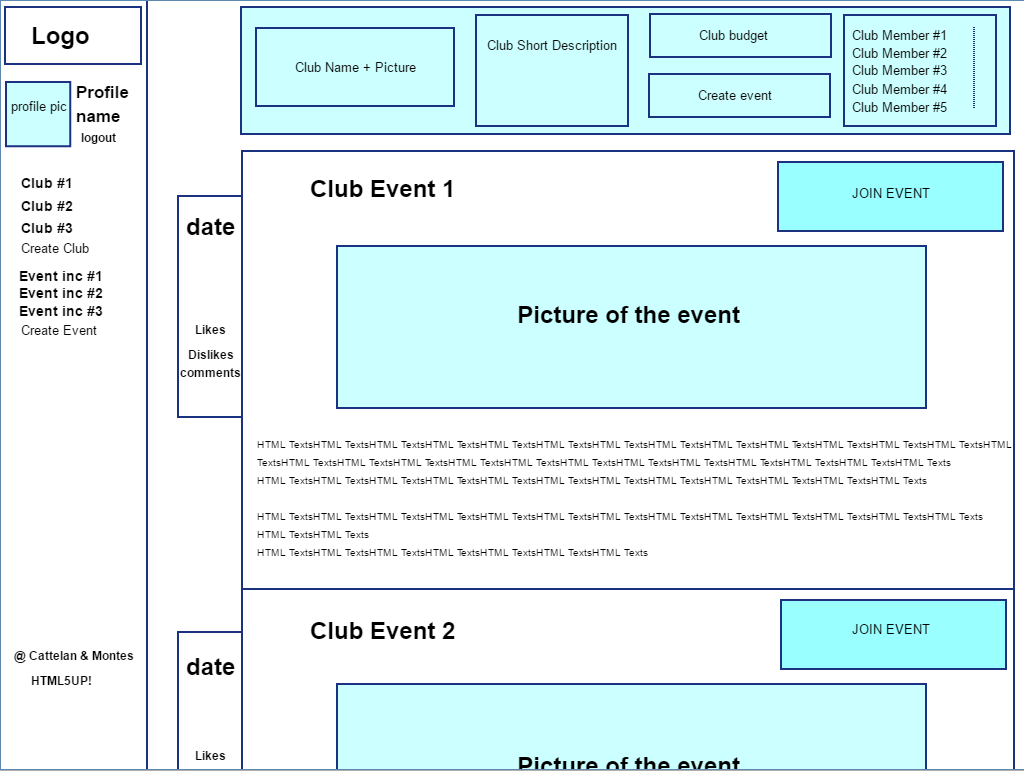 Logo
profile pic
Profile
name
logout
Club #1
Club #2
Club #3
Create Club
Event inc #1
Event inc #2
Event inc #3
Create Event
@ Cattelan & Montes
HTML5UP!
Club Name + Picture
Club Short Description
Club budget
Create event
Club Member #1
Club Member #2
Club Member #3
Club Member #4
Club Member #5
Club Event 1
JOIN EVENT
date
Likes
Dislikes
comments
Picture of the event
HTML TextsHTML TextsHTML TextsHTML TextsHTML TextsHTML TextsHTML TextsHTML TextsHTML TextsHTML TextsHTML TextsHTML TextsHTML TextsHTML
TextsHTML TextsHTML TextsHTML TextsHTML TextsHTML TextsHTML TextsHTML TextsHTML TextsHTML TextsHTML TextsHTML TextsHTML Texts
HTML TextsHTML TextsHTML TextsHTML TextsHTML TextsHTML TextsHTML TextsHTML TextsHTML TextsHTML TextsHTML TextsHTML Texts
HTML TextsHTML TextsHTML TextsHTML TextsHTML TextsHTML TextsHTML TextsHTML TextsHTML TextsHTML TextsHTML TextsHTML TextsHTML Texts
HTML TextsHTML Texts
HTML TextsHTML TextsHTML TextsHTML TextsHTML TextsHTML TextsHTML Texts
Club Event 2
JOIN EVENT
date
Likes
Picture of the event